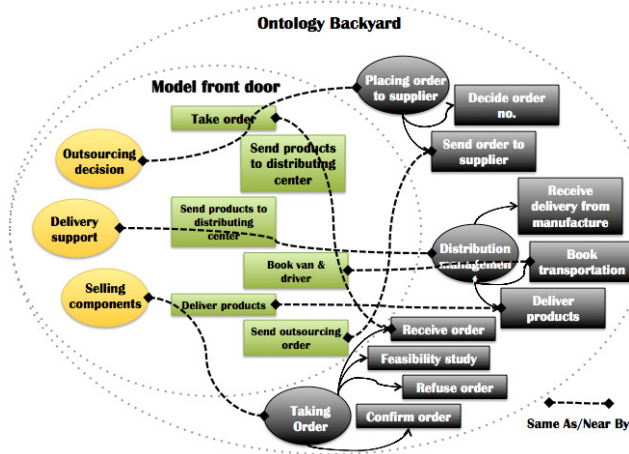 Ontology Backyard
Model front door
Placing order
to supplier
Decide order
no.
Take order
Send order to
supplier
Send products
to distributing
center
Outsourcing
decision
Receive
delivery from
manufacture
Send products to
distributing
center
Delivery
support
Distribution
management
Book
transportation
Book van &
driver
Selling
components
Deliver products
Deliver
products
Send outsourcing
order
Receive order
Feasibility study
Refuse order
Taking
Order
Confirm order
Same As/Near By